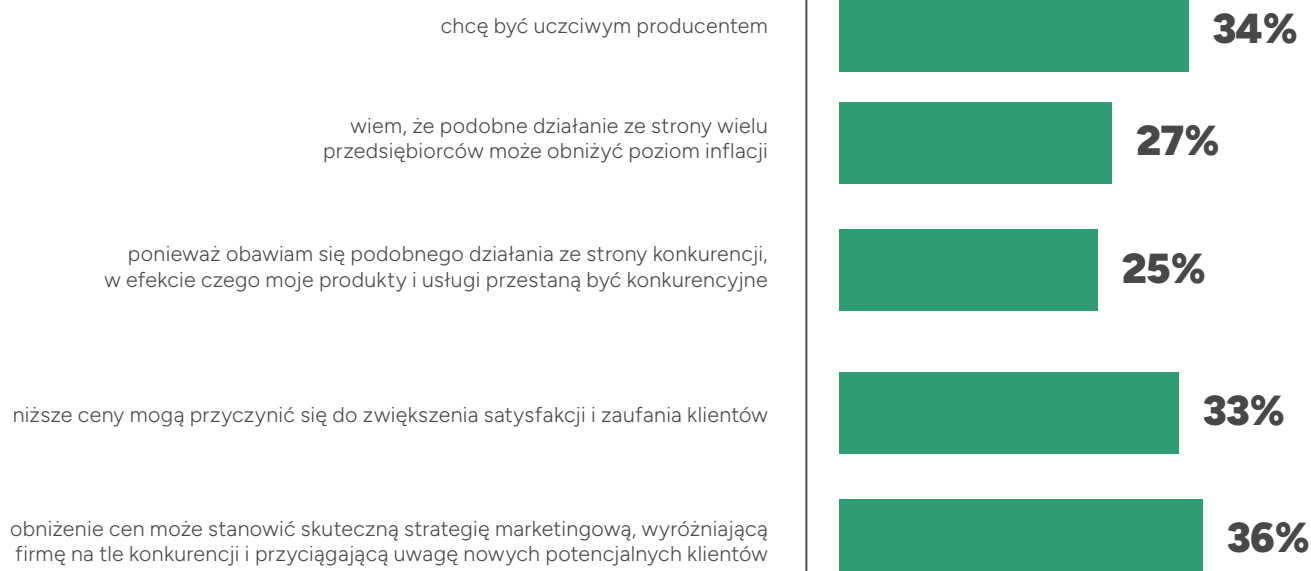 chcę być uczciwym producentem
34%
wiem, że podobne działanie ze strony wielu
przedsiębiorców może obniżyć poziom inflacji
27%
ponieważ obawiam się podobnego działania ze strony konkurencji,
w efekcie czego moje produkty i usługi przestaną być konkurencyjne
25%
niższe ceny mogą przyczynić się do zwiększenia satysfakcji i zaufania klientów
33%
obniżenie cen może stanowić skuteczną strategię marketingową, wyróżniającą
firmę na tle konkurencji i przyciągającą uwagę nowych potencjalnych klientów
36%